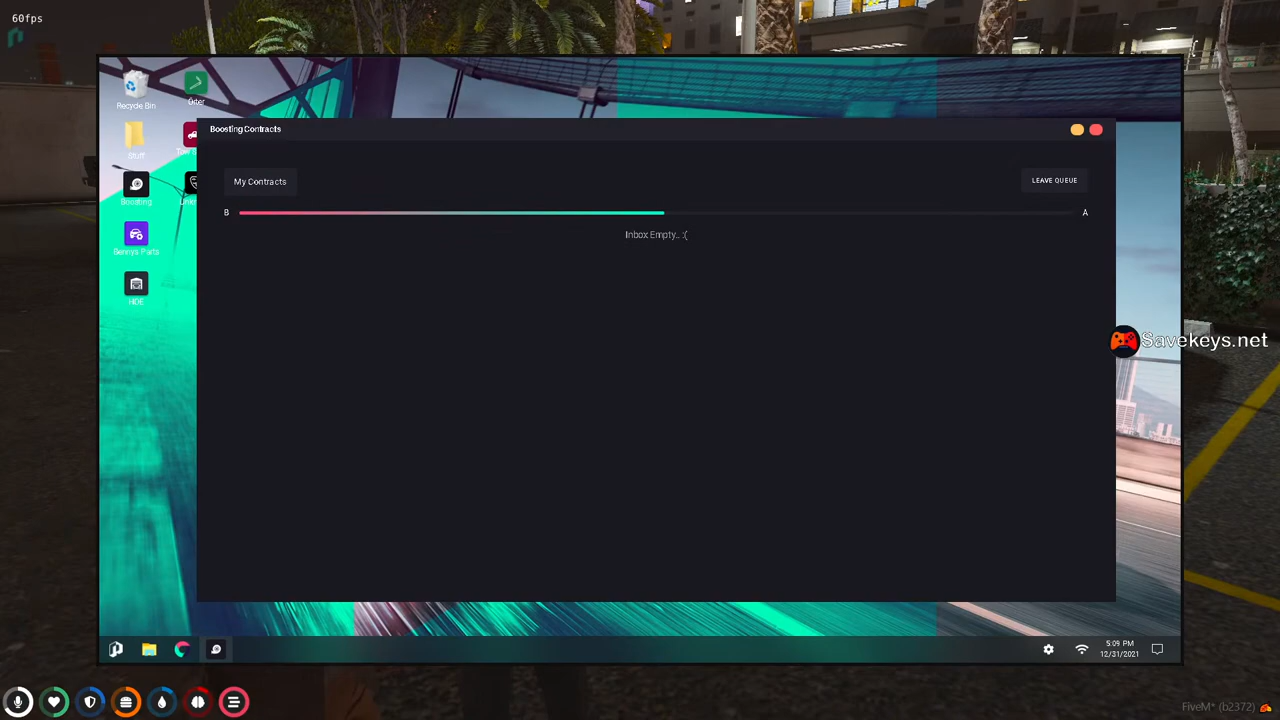 60fps
Recycle Bin
Stuff
Boosting
Bennys Parts
HOE
Boosting Contracts
My Contracts
LEAVE QUEUE
B
A
Inbox Empty.. :(
Savekeys.net
5:09 PM
12/31/2021
FiveM* (b2372)